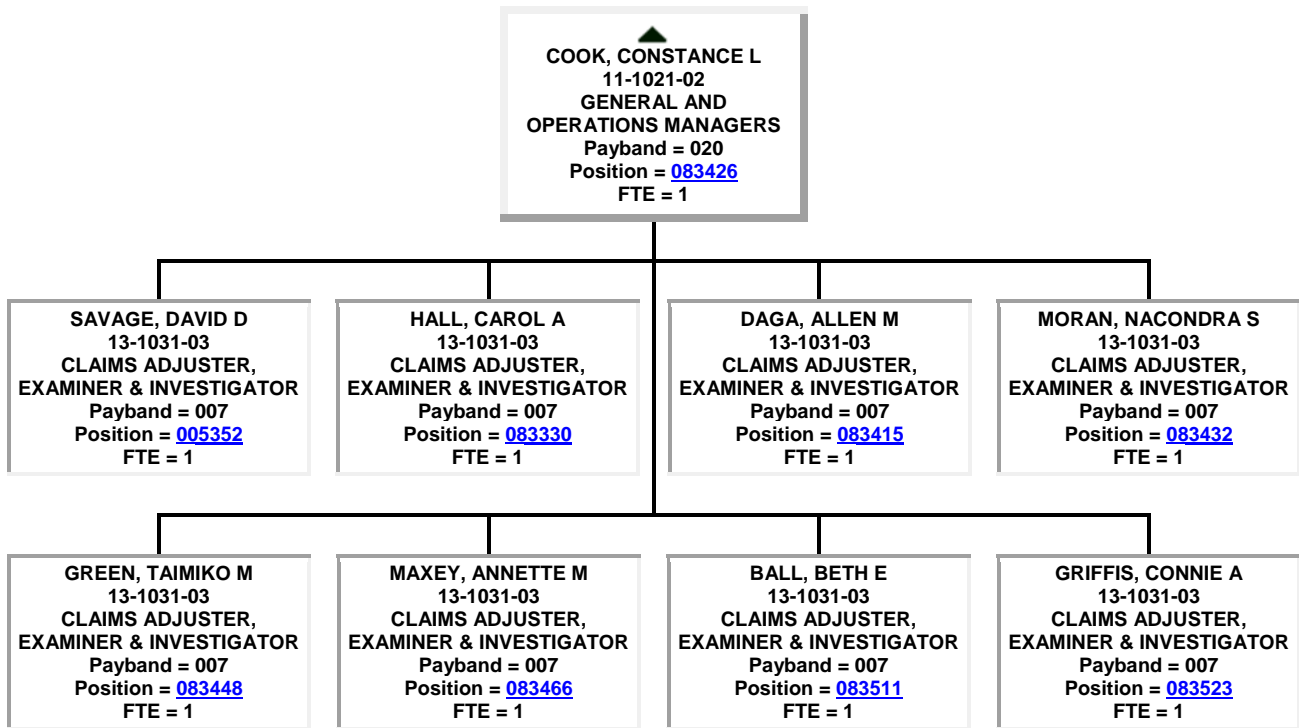 COOK, CONSTANCE L
11-1021-02
GENERAL AND
OPERATIONS MANAGERS
Payband = 020
Position = 083426
FTE = 1
SAVAGE, DAVID D
13-1031-03
CLAIMS ADJUSTER,
EXAMINER & INVESTIGATOR
Payband = 007
Position = 005352
FTE = 1
HALL, CAROL A
13-1031-03
CLAIMS ADJUSTER,
EXAMINER & INVESTIGATOR
Payband = 007
Position = 083330
FTE = 1
DAGA, ALLEN M
13-1031-03
CLAIMS ADJUSTER,
EXAMINER & INVESTIGATOR
Payband = 007
Position = 083415
FTE = 1
MORAN, NACONDRA S
13-1031-03
CLAIMS ADJUSTER,
EXAMINER & INVESTIGATOR
Payband = 007
Position = 083432
FTE = 1
GREEN, TAIMIKO M
13-1031-03
CLAIMS ADJUSTER,
EXAMINER & INVESTIGATOR
Payband = 007
Position = 083448
FTE = 1
MAXEY, ANNETTE M
13-1031-03
CLAIMS ADJUSTER,
EXAMINER & INVESTIGATOR
Payband = 007
Position = 083466
FTE = 1
BALL, BETH E
13-1031-03
CLAIMS ADJUSTER,
EXAMINER & INVESTIGATOR
Payband = 007
Position = 083511
FTE = 1
GRIFFIS, CONNIE A
13-1031-03
CLAIMS ADJUSTER,
EXAMINER & INVESTIGATOR
Payband = 007
Position = 083523
FTE = 1